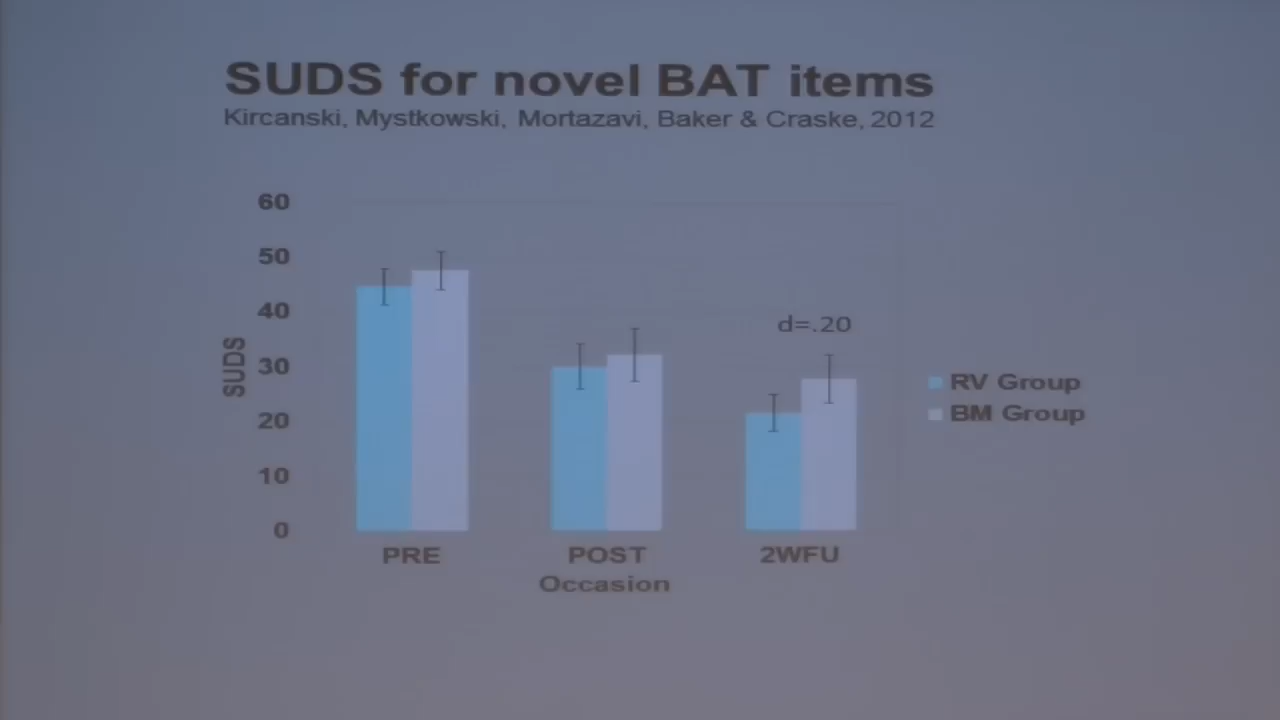 SUDS for novel BAT items
Kircanski, Mystkowski, Mortazavi, Baker & Craske, 2012
60
50
40
30
20
10
0
SUDS
d=.20
RV Group
BM Group
PRE POST 2WFU
Occasion